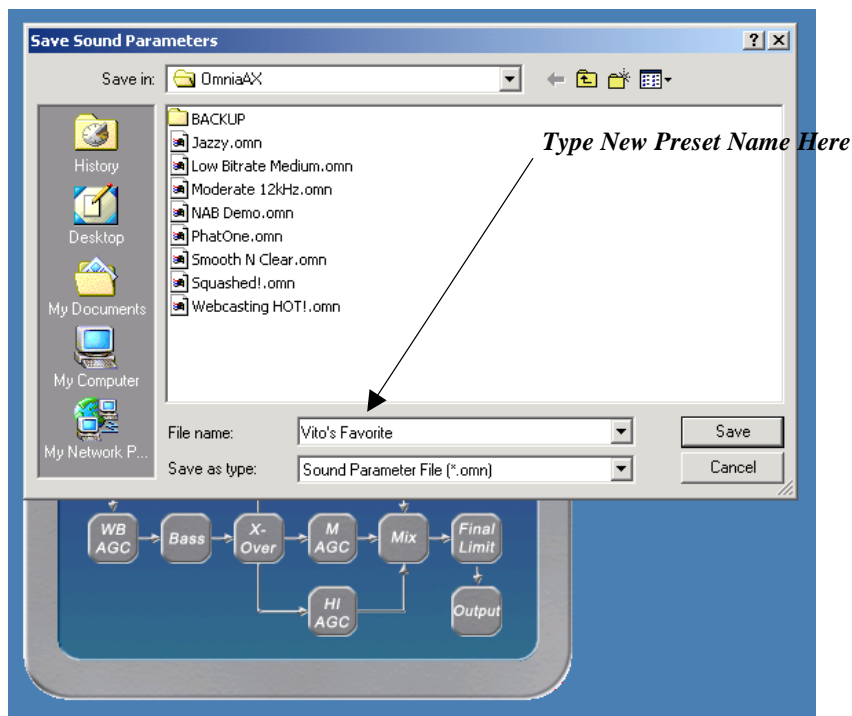 Save Sound Parameters
Save in:
OmniaAX
History
Desktop
My Documents
My Computer
My Network P...
BACKUP
Jazzy.omn
Low Bitrate Medium.omn
Moderate 12kHz.omn
NAB Demo.omn
PhatOne.omn
Smooth N Clear.omn
Squashed!.omn
Webcasting HOT!.omn
Type New Preset Name Here
File name:
Vito's Favorite
Save
Save as type:
Sound Parameter File (*.omn)
Cancel
WB AGC
Bass
X-Over
M AGC
Mix
Final Limit
HI AGC
Output